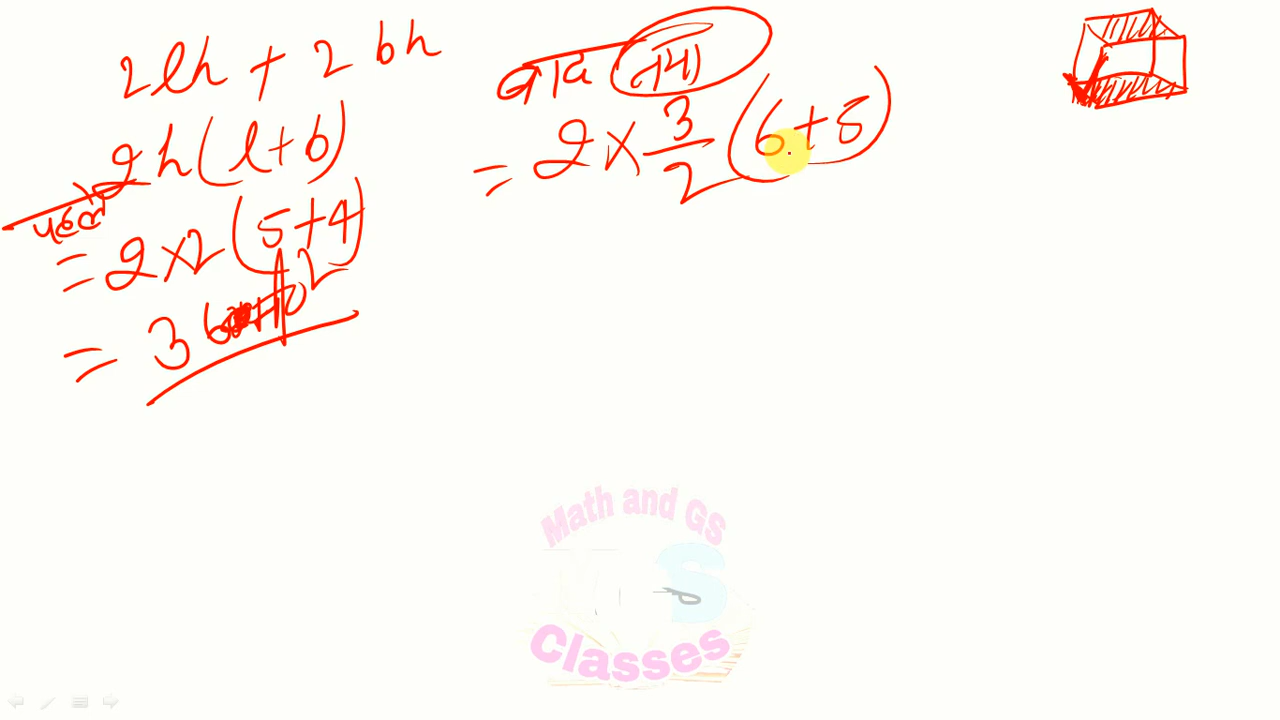 2lh + 2bh
2h(l+b)
पहले
= 2×2(5+4)
= 36
नया
= 2 × 3/2 (6+8)
Math and GS
Classes